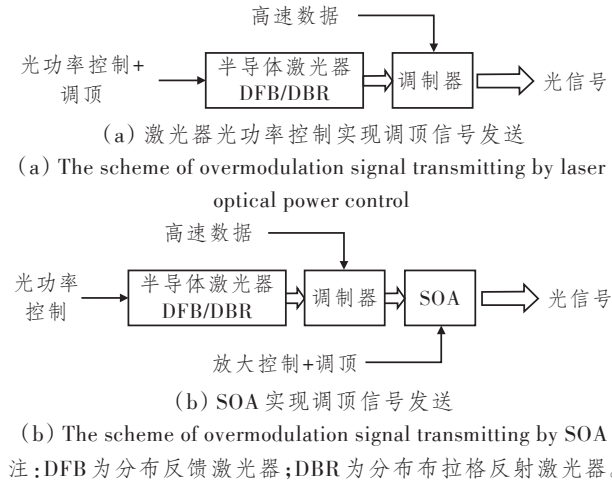 高速数据
光功率控制+
调顶
半导体激光器
DFB/DBR
调制器
光信号
(a) 激光器光功率控制实现调顶信号发送
(a) The scheme of overmodulation signal transmitting by laser
optical power control
高速数据
光功率
控制
半导体激光器
DFB/DBR
调制器
SOA
光信号
放大控制+调顶
(b) SOA 实现调顶信号发送
(b) The scheme of overmodulation signal transmitting by SOA
注:DFB 为分布反馈激光器;DBR 为分布布拉格反射激光器。